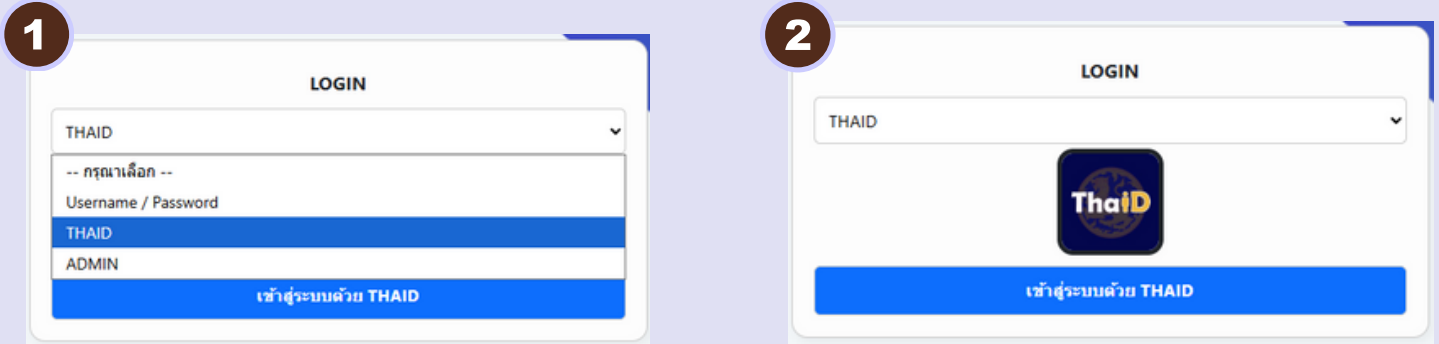 1
LOGIN
THAID
-- กรุณาเลือก --
Username / Password
THAID
ADMIN
เข้าสู่ระบบด้วย THAID
2
LOGIN
THAID
ThaiD
เข้าสู่ระบบด้วย THAID